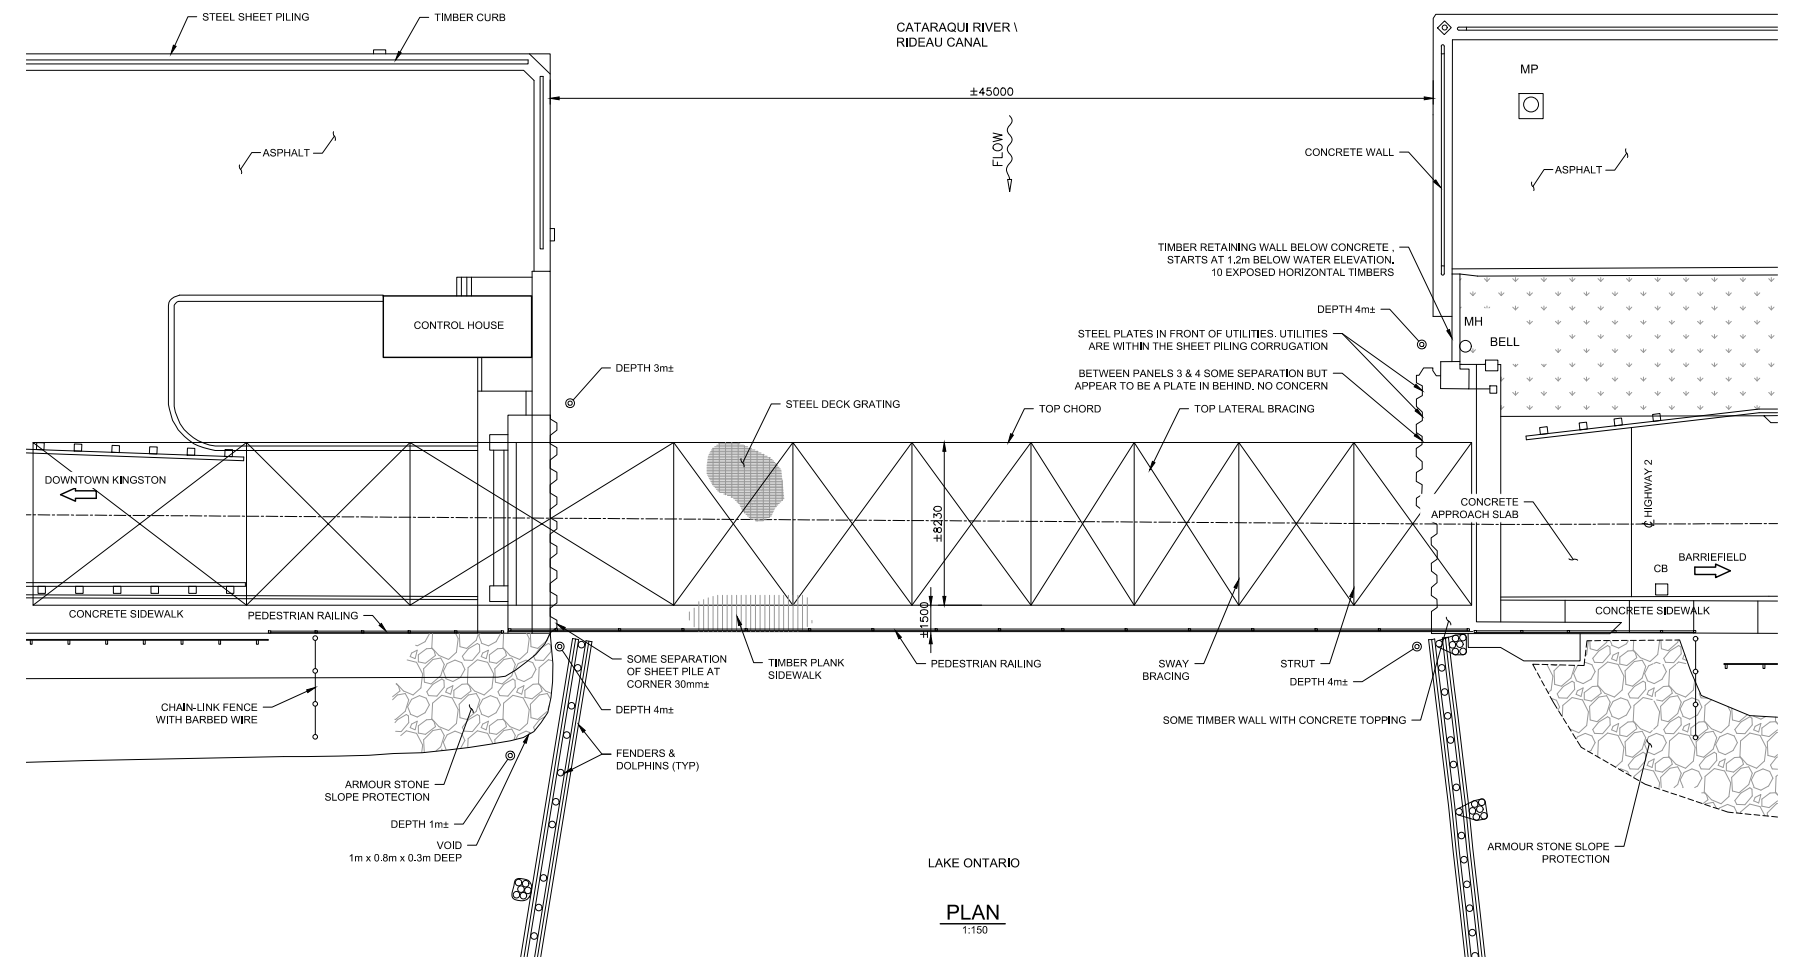 STEEL SHEET PILING
TIMBER CURB
CATARAQUI RIVER \
RIDEAU CANAL
MP
±45000
FLOW
ASPHALT
CONCRETE WALL
ASPHALT
TIMBER RETAINING WALL BELOW CONCRETE .
STARTS AT 1.2m BELOW WATER ELEVATION.
10 EXPOSED HORIZONTAL TIMBERS
DEPTH 4m±
MH
CONTROL HOUSE
STEEL PLATES IN FRONT OF UTILITIES. UTILITIES
ARE WITHIN THE SHEET PILING CORRUGATION
BELL
DEPTH 3m±
BETWEEN PANELS 3 & 4 SOME SEPARATION BUT
APPEAR TO BE A PLATE IN BEHIND. NO CONCERN
STEEL DECK GRATING
TOP CHORD
TOP LATERAL BRACING
DOWNTOWN KINGSTON
±8230
CONCRETE
APPROACH SLAB
℄ HIGHWAY 2
BARRIEFIELD
CB
CONCRETE SIDEWALK
PEDESTRIAN RAILING
±1500
CONCRETE SIDEWALK
SOME SEPARATION
OF SHEET PILE AT
CORNER 30mm±
TIMBER PLANK
SIDEWALK
PEDESTRIAN RAILING
SWAY
BRACING
STRUT
DEPTH 4m±
CHAIN-LINK FENCE
WITH BARBED WIRE
DEPTH 4m±
SOME TIMBER WALL WITH CONCRETE TOPPING
FENDERS &
DOLPHINS (TYP)
ARMOUR STONE
SLOPE PROTECTION
DEPTH 1m±
VOID
1m x 0.8m x 0.3m DEEP
ARMOUR STONE SLOPE
PROTECTION
LAKE ONTARIO
PLAN
1:150